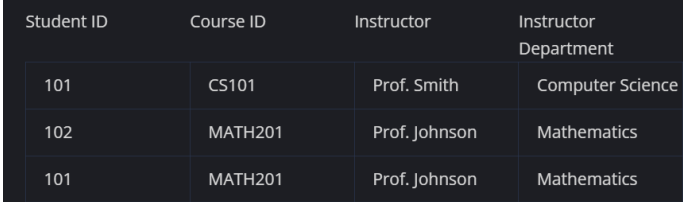 Student ID Course ID Instructor Instructor
Department
101 CS101 Prof. Smith Computer Science
102 MATH201 Prof. Johnson Mathematics
101 MATH201 Prof. Johnson Mathematics